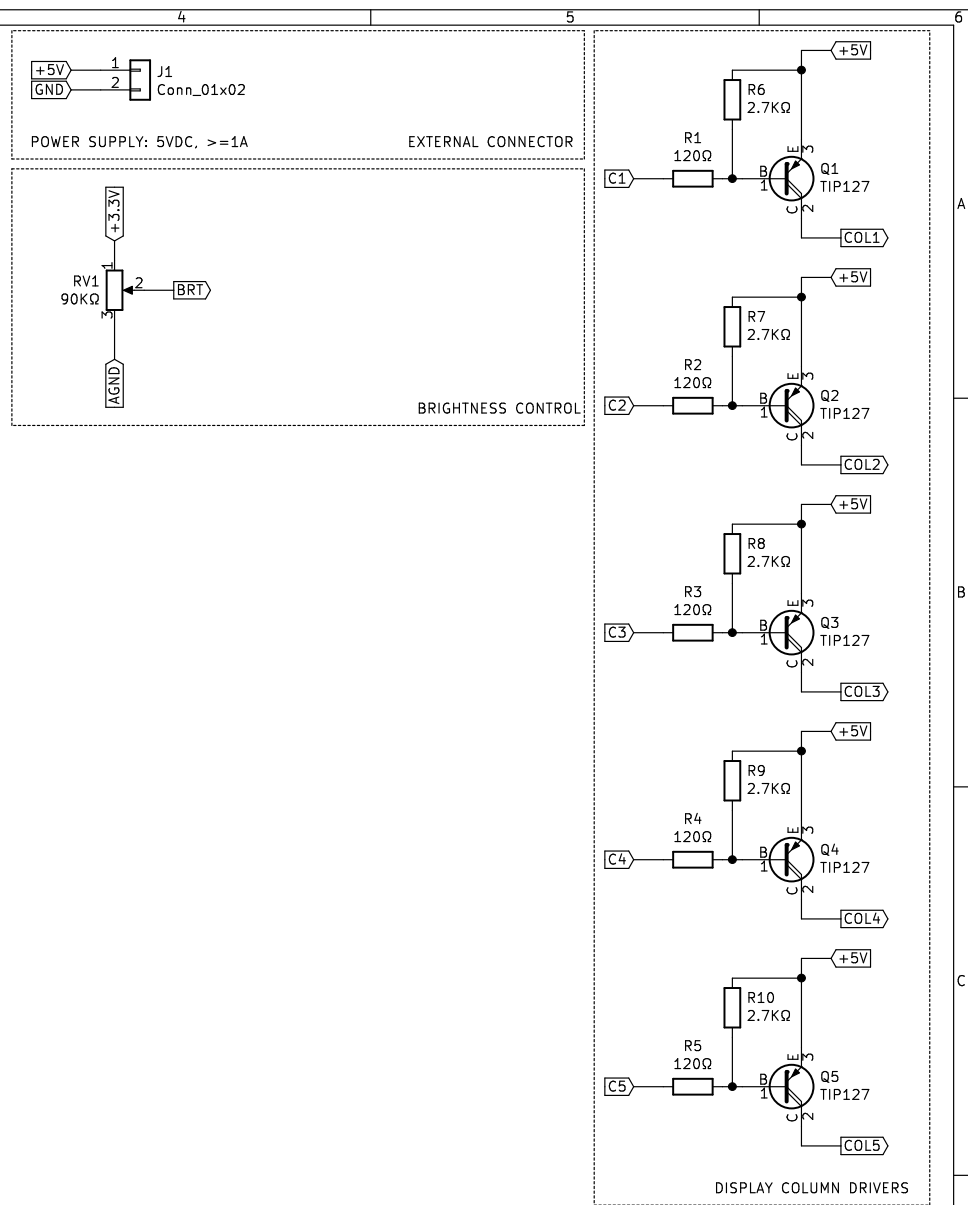 4
5
6
+5V
GND
1
2
J1
Conn_01x02
POWER SUPPLY: 5VDC, >=1A
EXTERNAL CONNECTOR
+3.3V
RV1
90KΩ
1
2
3
BRT
AGND
BRIGHTNESS CONTROL
+5V
R6
2.7KΩ
R1
120Ω
C1
B
1
E
3
Q1
TIP127
C
2
COL1
A
+5V
R7
2.7KΩ
R2
120Ω
C2
B
1
E
3
Q2
TIP127
C
2
COL2
+5V
R8
2.7KΩ
R3
120Ω
C3
B
1
E
3
Q3
TIP127
C
2
COL3
B
+5V
R9
2.7KΩ
R4
120Ω
C4
B
1
E
3
Q4
TIP127
C
2
COL4
+5V
R10
2.7KΩ
R5
120Ω
C5
B
1
E
3
Q5
TIP127
C
2
COL5
C
DISPLAY COLUMN DRIVERS